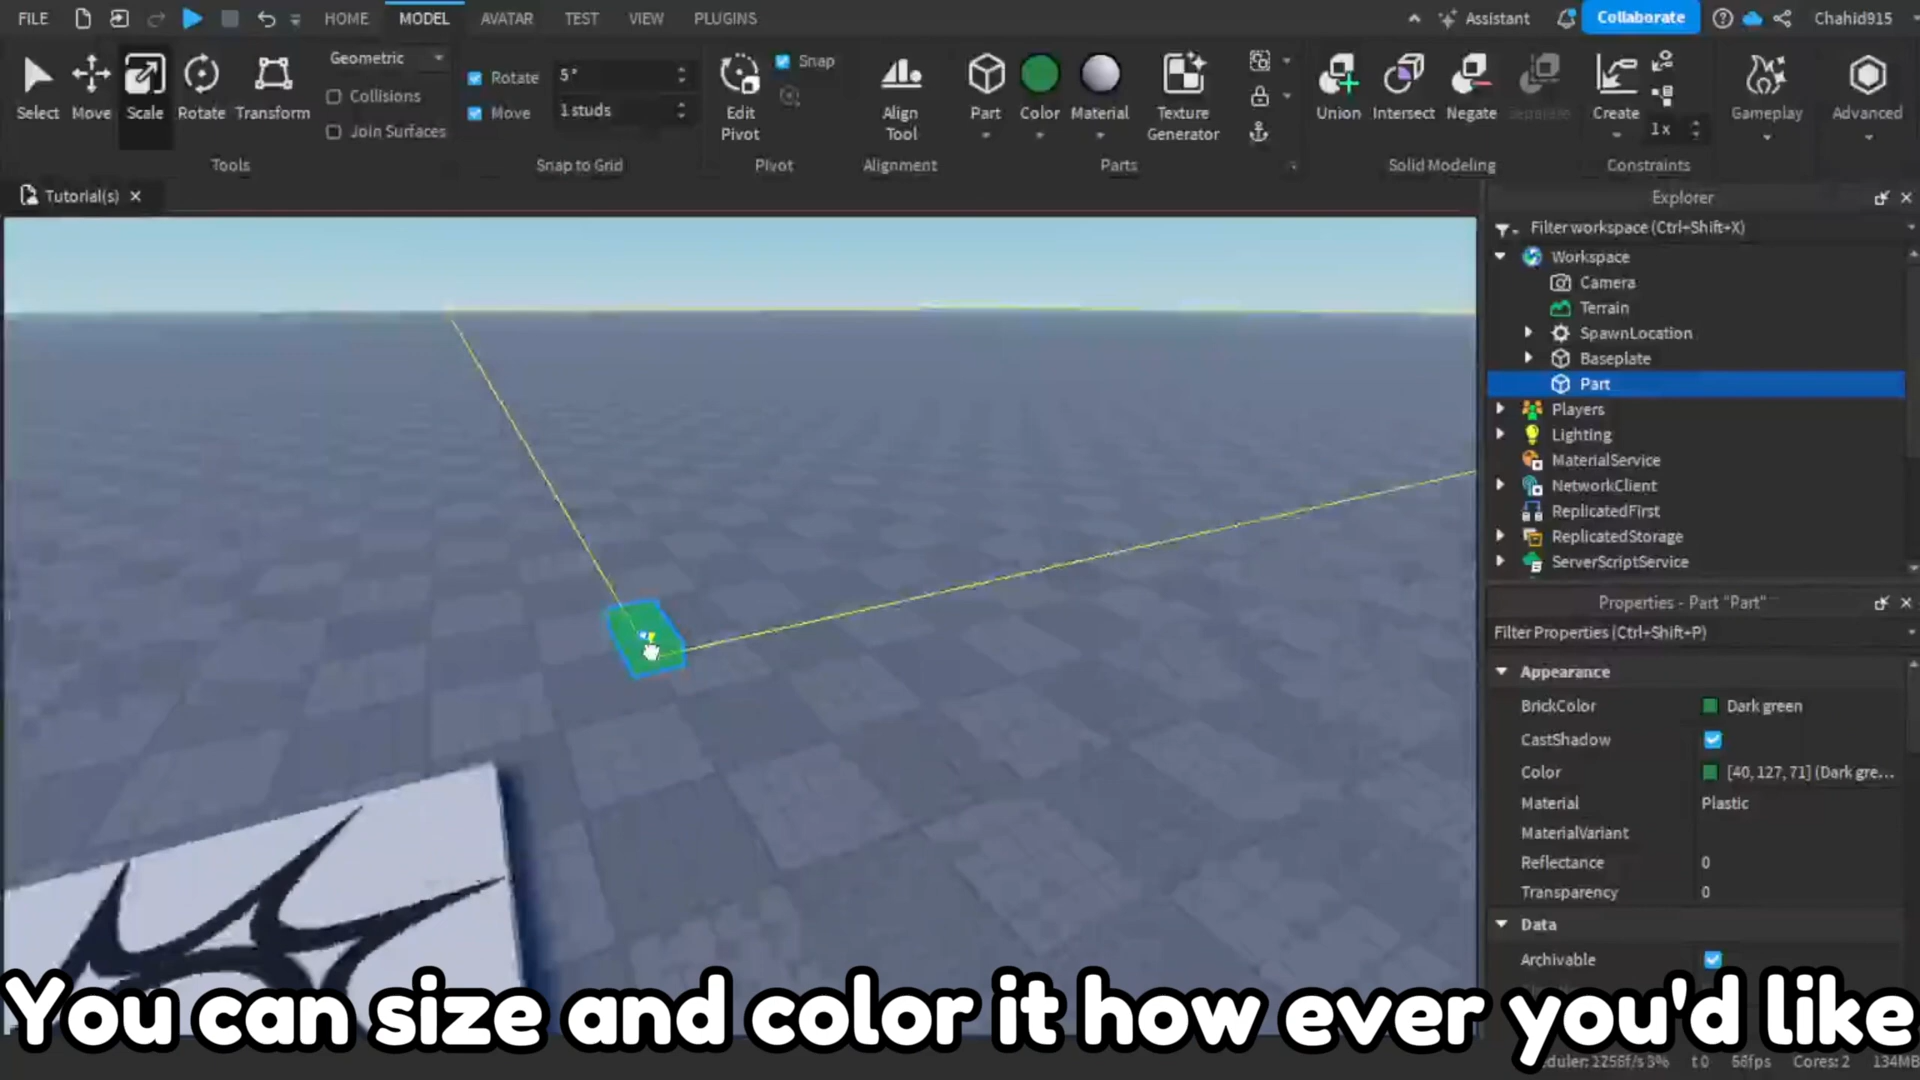 FILE HOME MODEL AVATAR TEST VIEW PLUGINS Assistant Collaborate Chahid915
Select Move Scale Rotate Transform
Geometric
Collisions
Join Surfaces
Rotate 5°
Move 1 studs
Edit Pivot
Snap
Align Tool
Part Color Material
Texture Generator
Union Intersect Negate Separate
Create
1x
Gameplay
Advanced
Tools Snap to Grid Pivot Alignment Parts Solid Modeling Constraints
Tutorial(s)
Explorer
Filter workspace (Ctrl+Shift+X)
Workspace
Camera
Terrain
SpawnLocation
Baseplate
Part
Players
Lighting
MaterialService
NetworkClient
ReplicatedFirst
ReplicatedStorage
ServerScriptService
Properties - Part "Part"
Filter Properties (Ctrl+Shift+P)
Appearance
BrickColor Dark green
CastShadow
Color [40, 127, 71] (Dark gre...
Material Plastic
MaterialVariant
Reflectance 0
Transparency 0
Data
Archivable
You can size and color it how ever you'd like
56fps Cores: 2 134MB